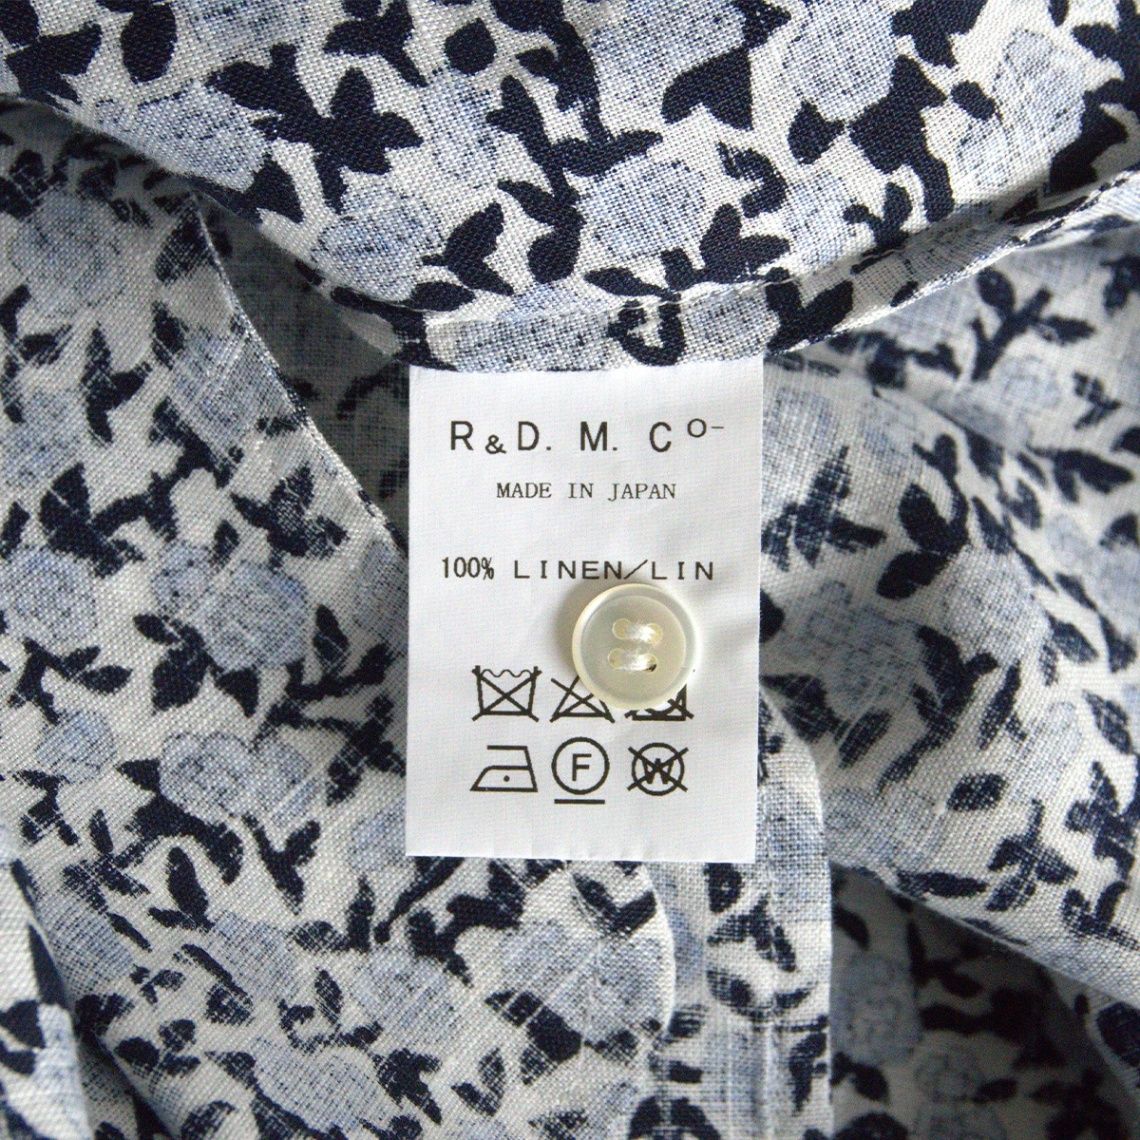 R & D. M. Co-
MADE IN JAPAN
100% LINEN/LIN
F
W